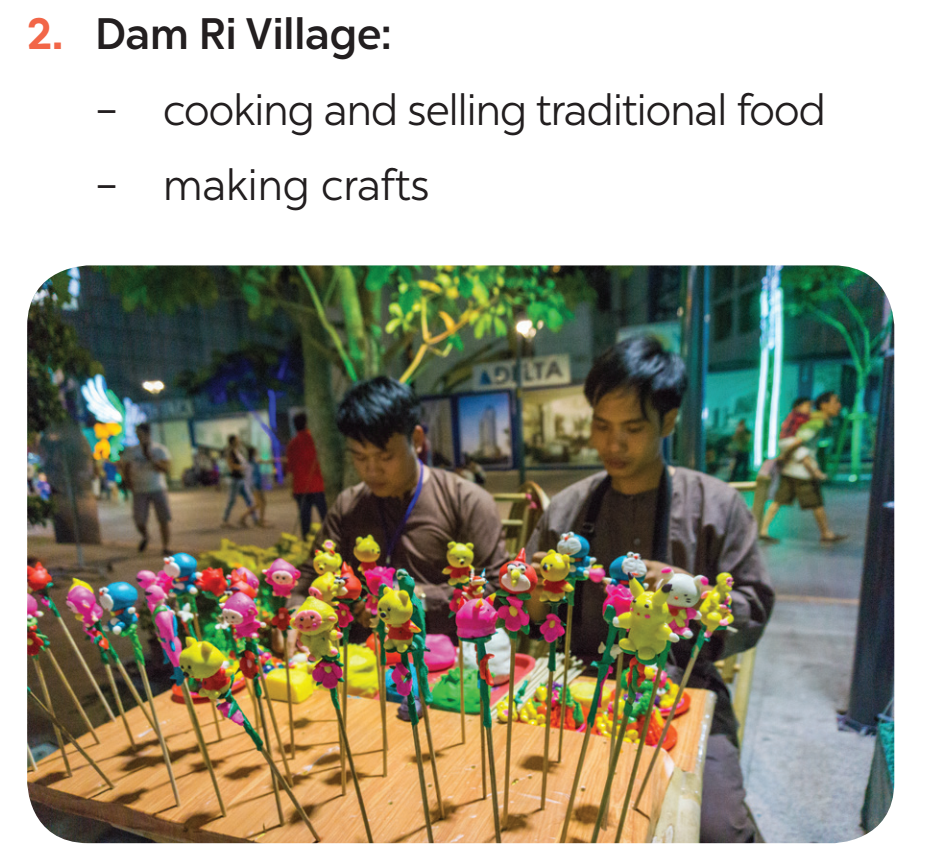 2. Dam Ri Village:
– cooking and selling traditional food
– making crafts
DELTA